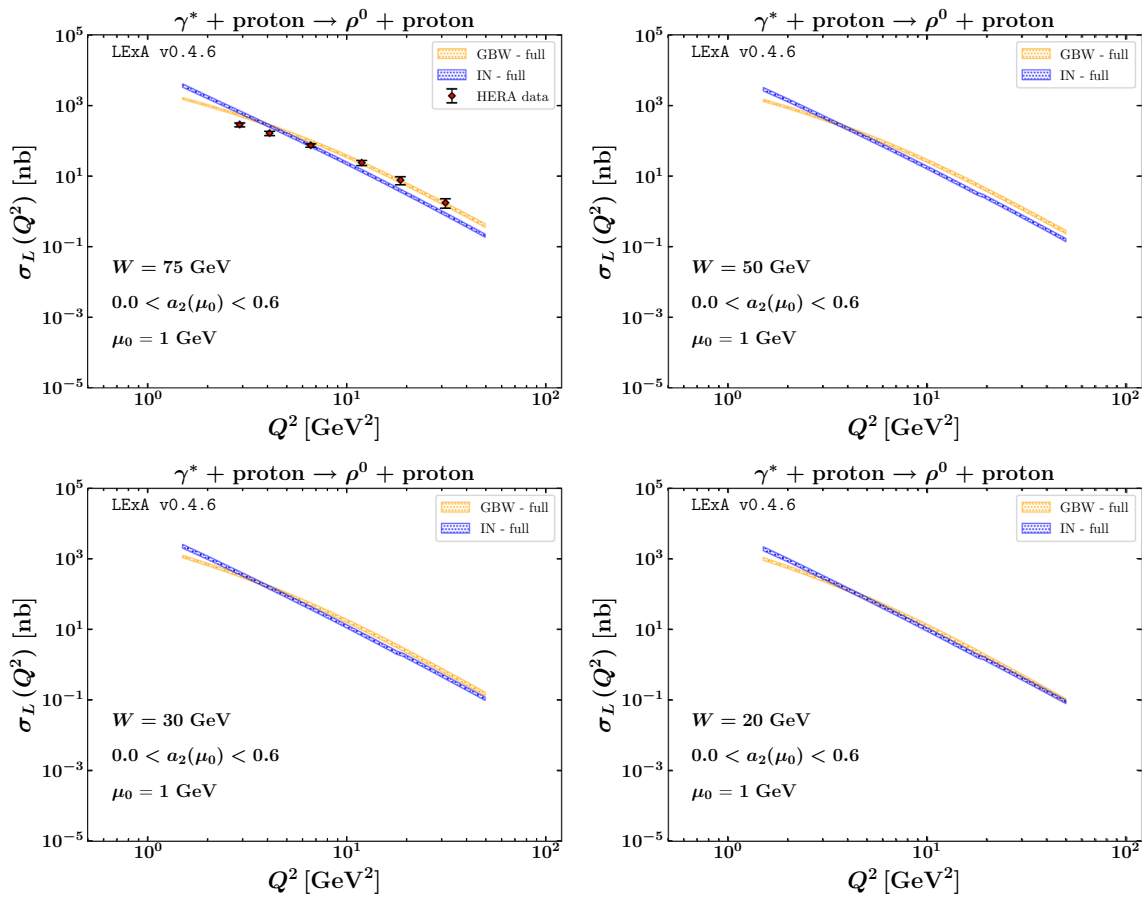 γ* + proton → ρ⁰ + proton
LExA v0.4.6
GBW - full
IN - full
HERA data
W = 75 GeV
0.0 < a₂(μ₀) < 0.6
μ₀ = 1 GeV
σ_L (Q²) [nb]
10⁵
10³
10¹
10⁻¹
10⁻³
10⁻⁵
10⁰ 10¹ 10²
Q² [GeV²]
γ* + proton → ρ⁰ + proton
LExA v0.4.6
GBW - full
IN - full
W = 50 GeV
0.0 < a₂(μ₀) < 0.6
μ₀ = 1 GeV
σ_L (Q²) [nb]
10⁵
10³
10¹
10⁻¹
10⁻³
10⁻⁵
10⁰ 10¹ 10²
Q² [GeV²]
γ* + proton → ρ⁰ + proton
LExA v0.4.6
GBW - full
IN - full
W = 30 GeV
0.0 < a₂(μ₀) < 0.6
μ₀ = 1 GeV
σ_L (Q²) [nb]
10⁵
10³
10¹
10⁻¹
10⁻³
10⁻⁵
10⁰ 10¹ 10²
Q² [GeV²]
γ* + proton → ρ⁰ + proton
LExA v0.4.6
GBW - full
IN - full
W = 20 GeV
0.0 < a₂(μ₀) < 0.6
μ₀ = 1 GeV
σ_L (Q²) [nb]
10⁵
10³
10¹
10⁻¹
10⁻³
10⁻⁵
10⁰ 10¹ 10²
Q² [GeV²]